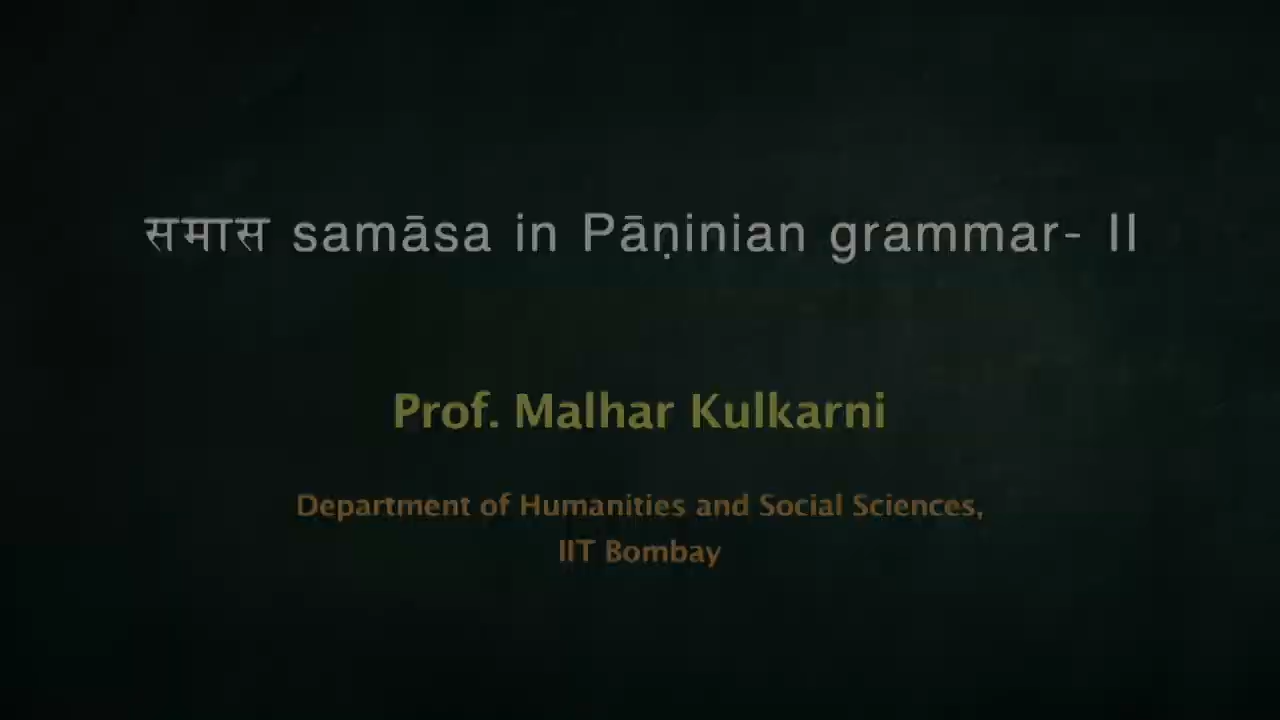 समास samāsa in Pāṇinian grammar- II
Prof. Malhar Kulkarni
Department of Humanities and Social Sciences,
IIT Bombay